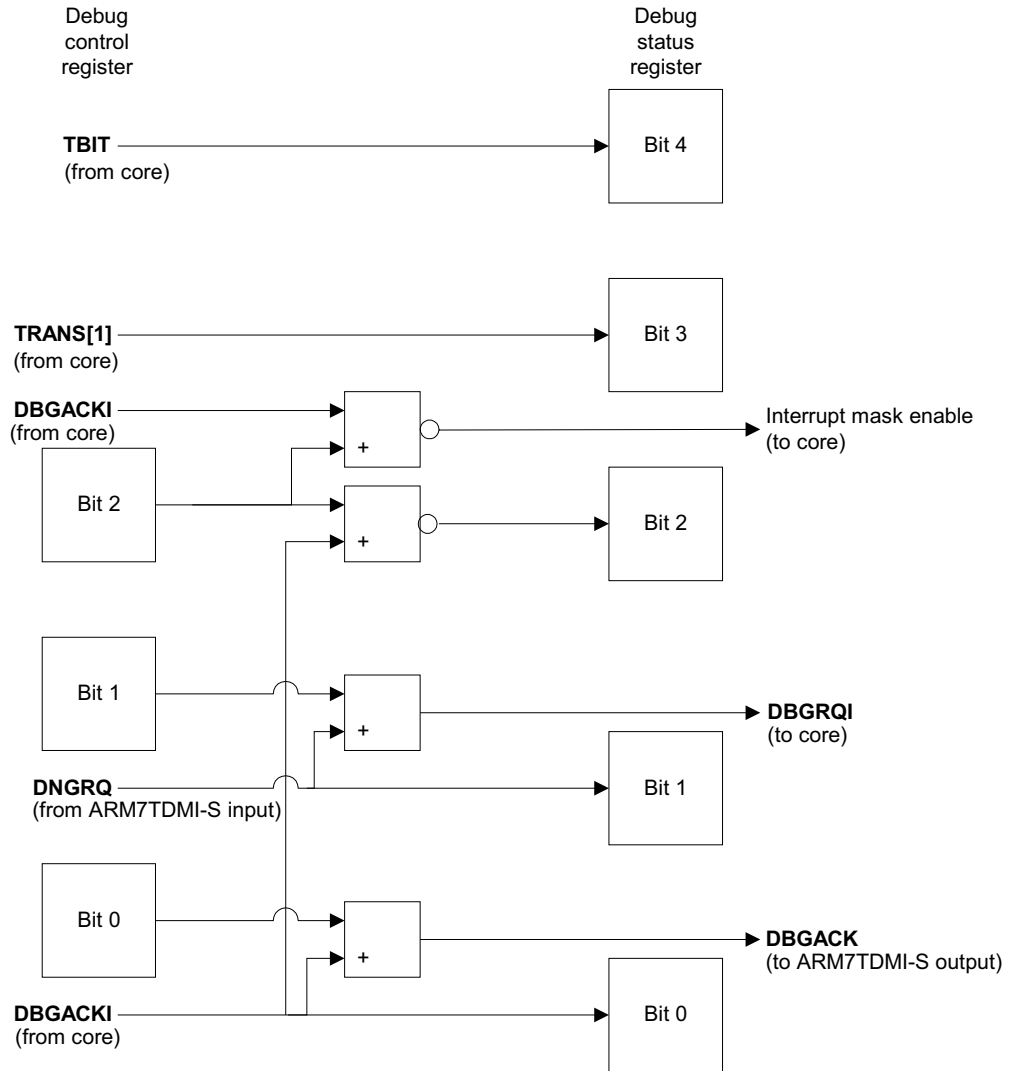 Debug
control
register
Debug
status
register
TBIT
(from core)
Bit 4
TRANS[1]
(from core)
Bit 3
DBGACKI
(from core)
+
Interrupt mask enable
(to core)
Bit 2
+
Bit 2
Bit 1
+
DBGRQI
(to core)
DNGRQ
(from ARM7TDMI-S input)
Bit 1
Bit 0
+
DBGACK
(to ARM7TDMI-S output)
DBGACKI
(from core)
Bit 0